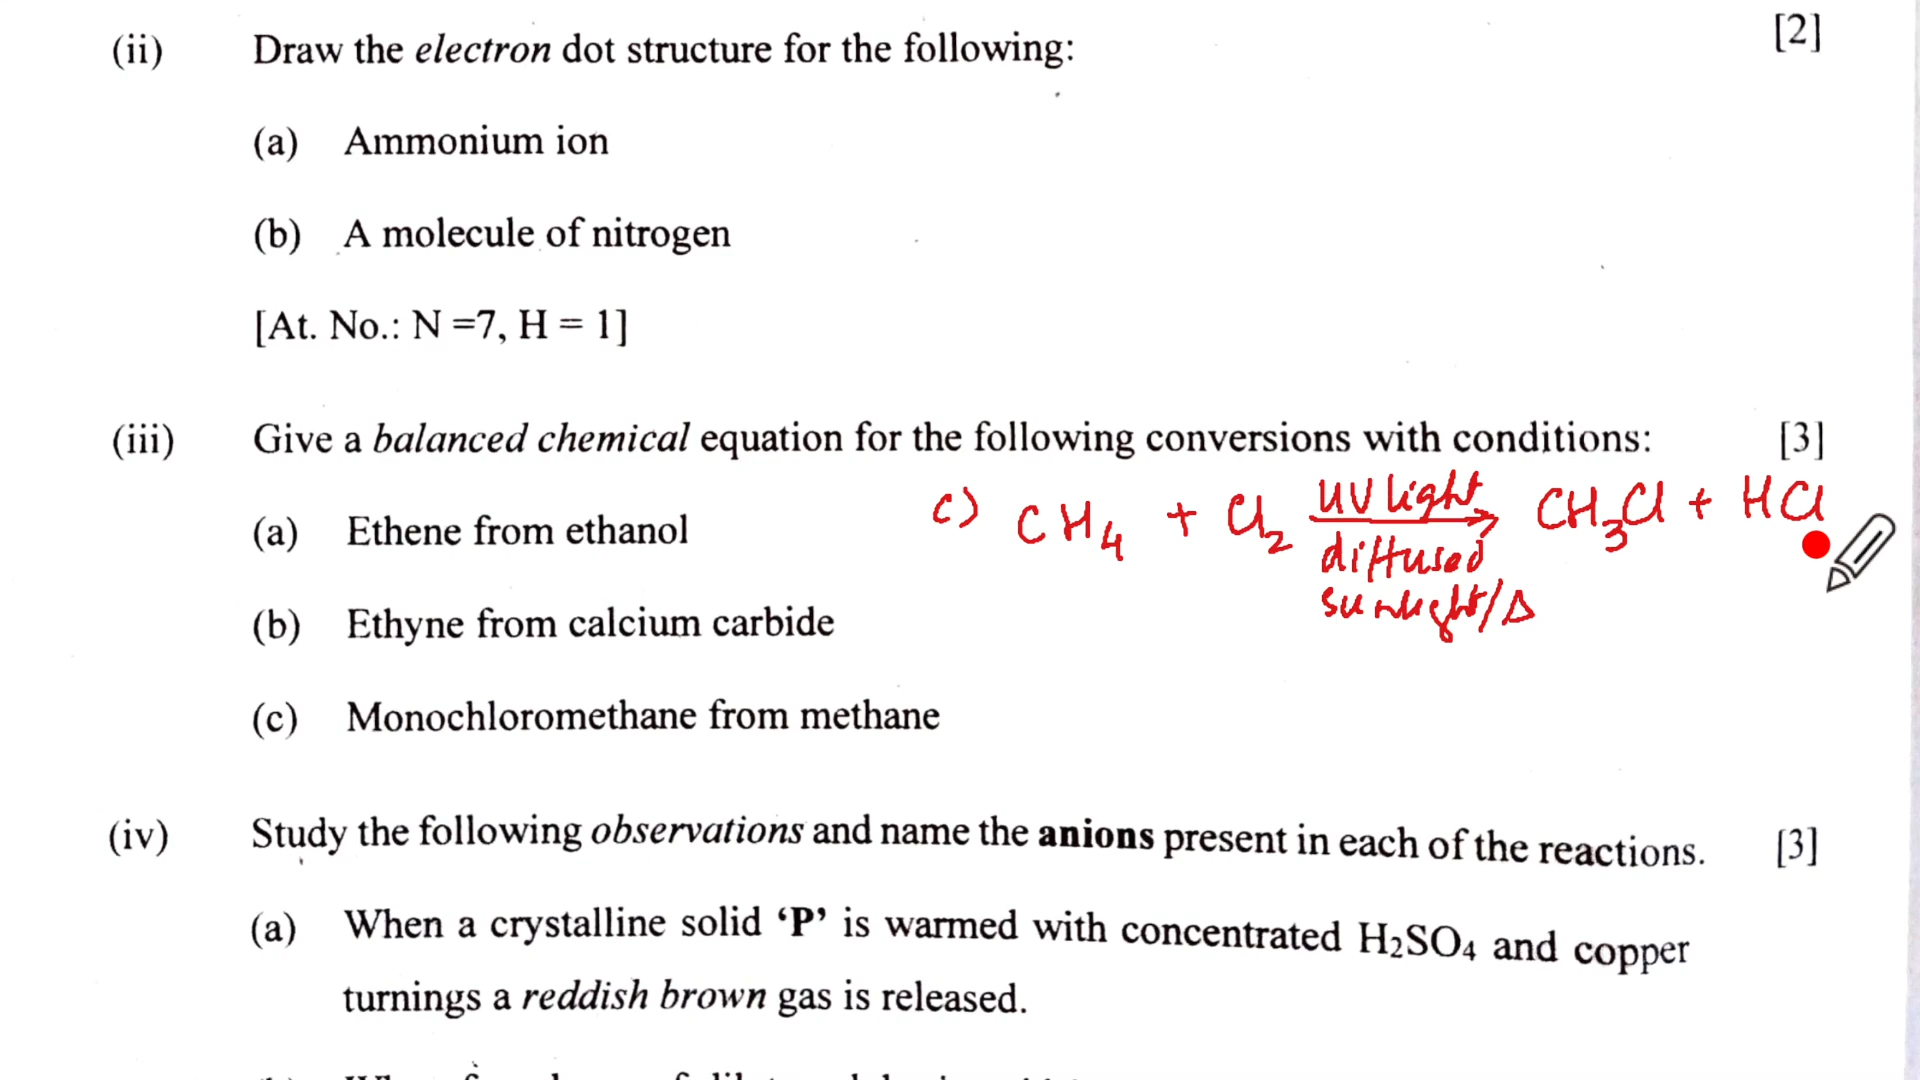 (ii) Draw the electron dot structure for the following: [2]
(a) Ammonium ion
(b) A molecule of nitrogen
[At. No.: N =7, H = 1]
(iii) Give a balanced chemical equation for the following conversions with conditions: [3]
c) CH₄ + Cl₂ UV light → CH₃Cl + HCl
diffused
sunlight/Δ
(a) Ethene from ethanol
(b) Ethyne from calcium carbide
(c) Monochloromethane from methane
(iv) Study the following observations and name the anions present in each of the reactions. [3]
(a) When a crystalline solid ‘P’ is warmed with concentrated H₂SO₄ and copper
turnings a reddish brown gas is released.